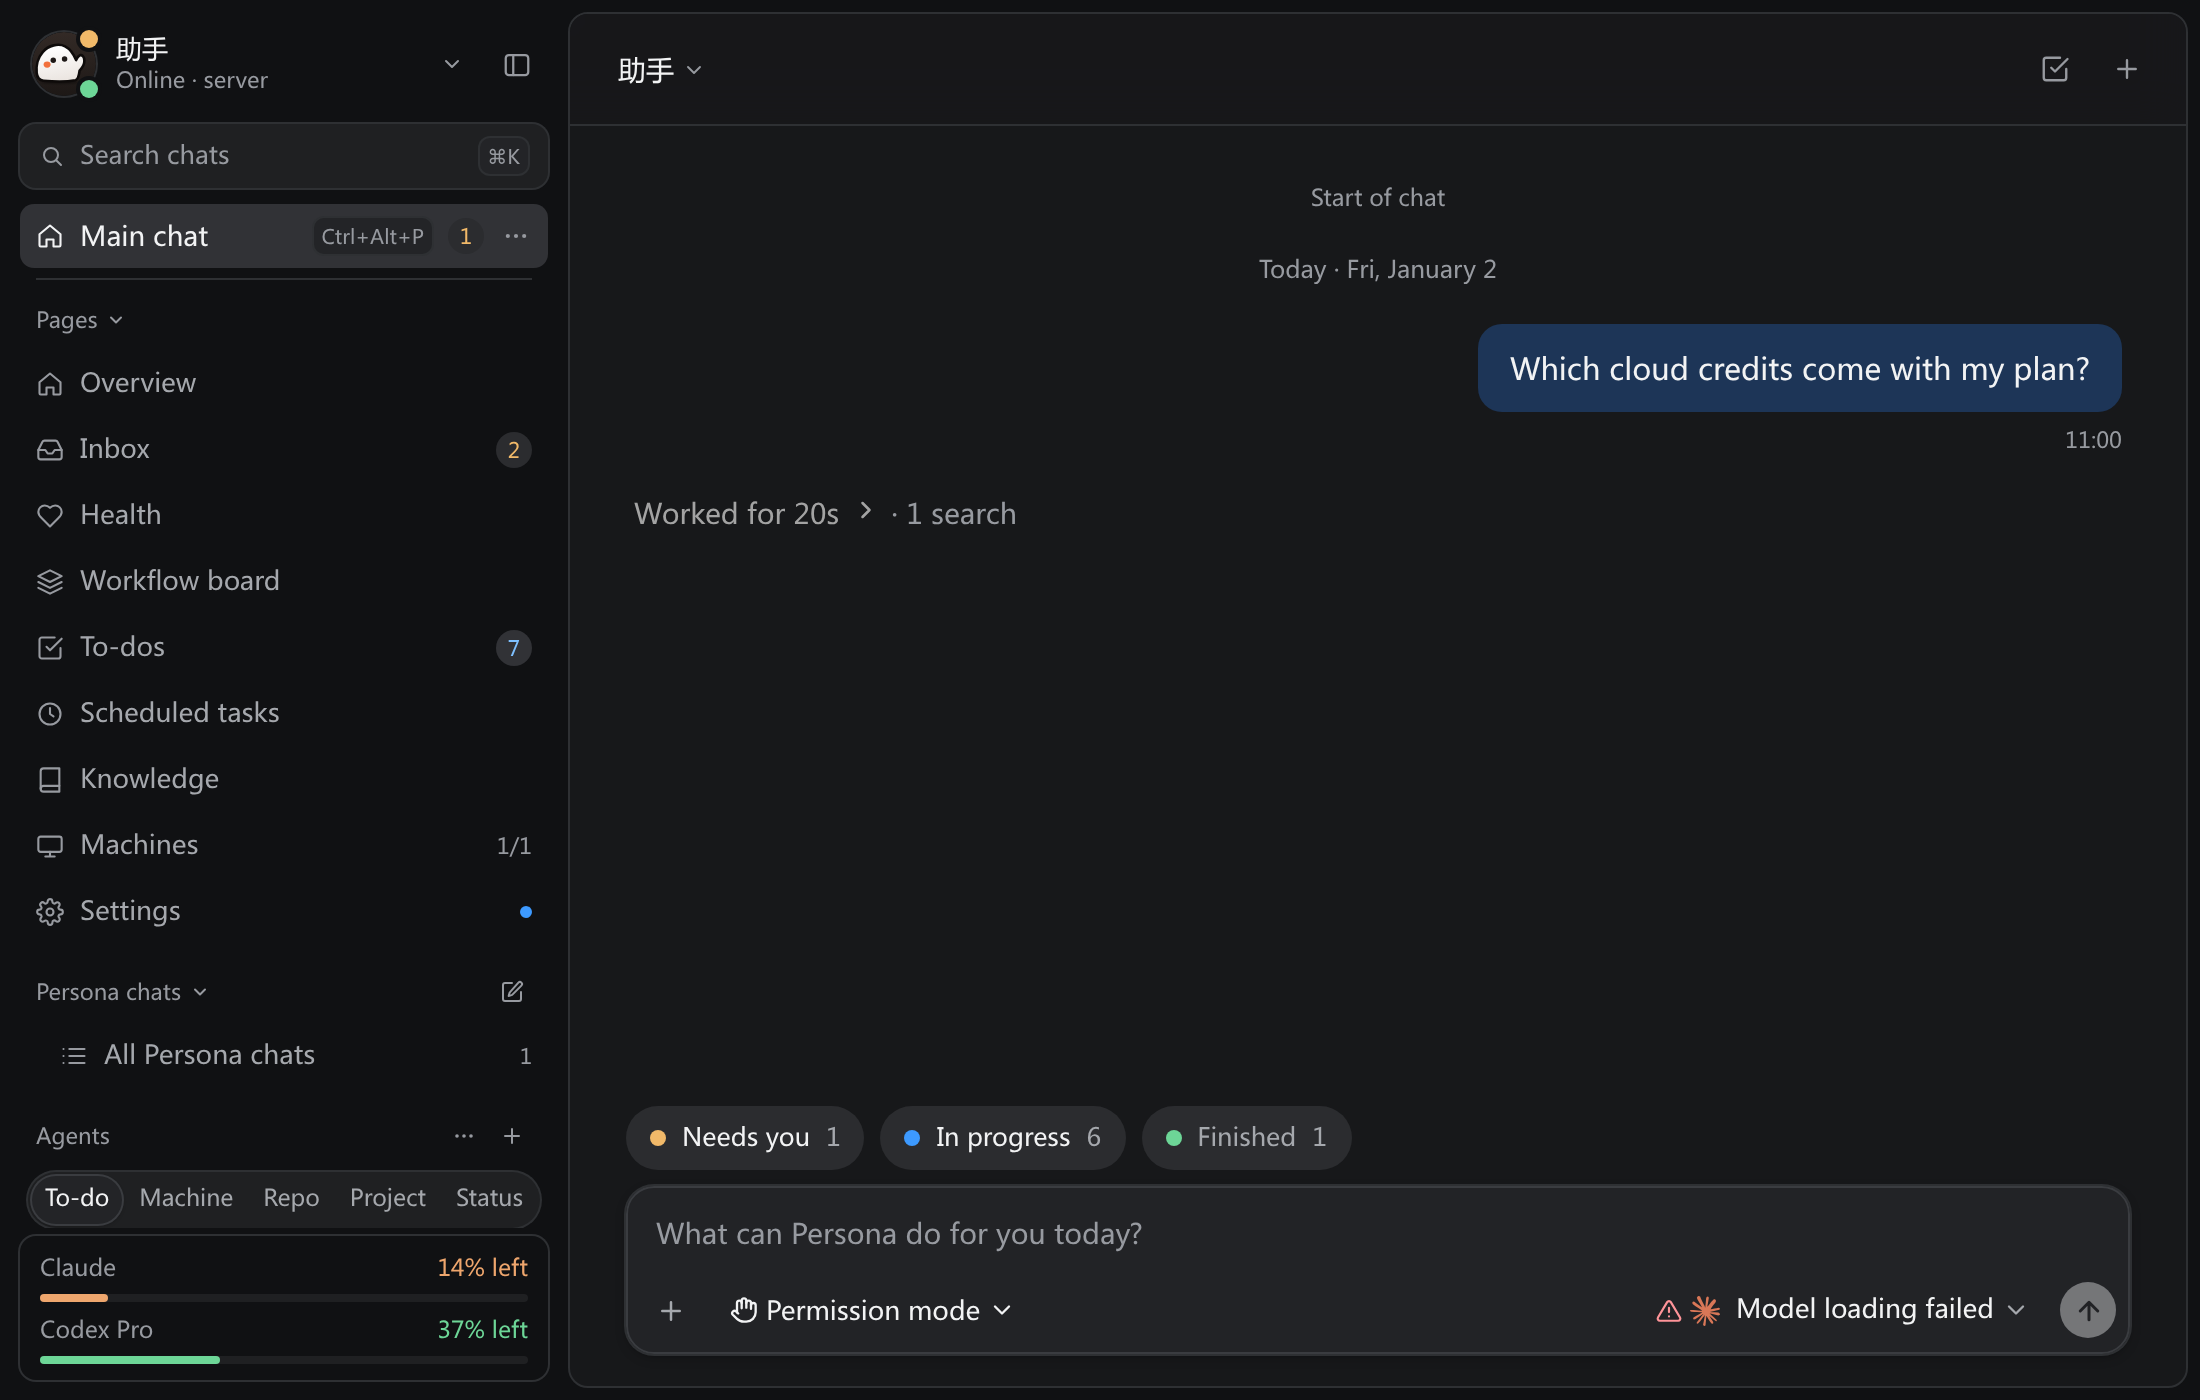 助手
Online · server
Search chats
⌘K
Main chat
Ctrl+Alt+P
1
Pages
Overview
Inbox
2
Health
Workflow board
To-dos
7
Scheduled tasks
Knowledge
Machines
1/1
Settings
Persona chats
All Persona chats
1
Agents
To-do
Machine
Repo
Project
Status
Claude
14% left
Codex Pro
37% left
助手
Start of chat
Today · Fri, January 2
Which cloud credits come with my plan?
11:00
Worked for 20s
· 1 search
Needs you 1
In progress 6
Finished 1
What can Persona do for you today?
Permission mode
Model loading failed